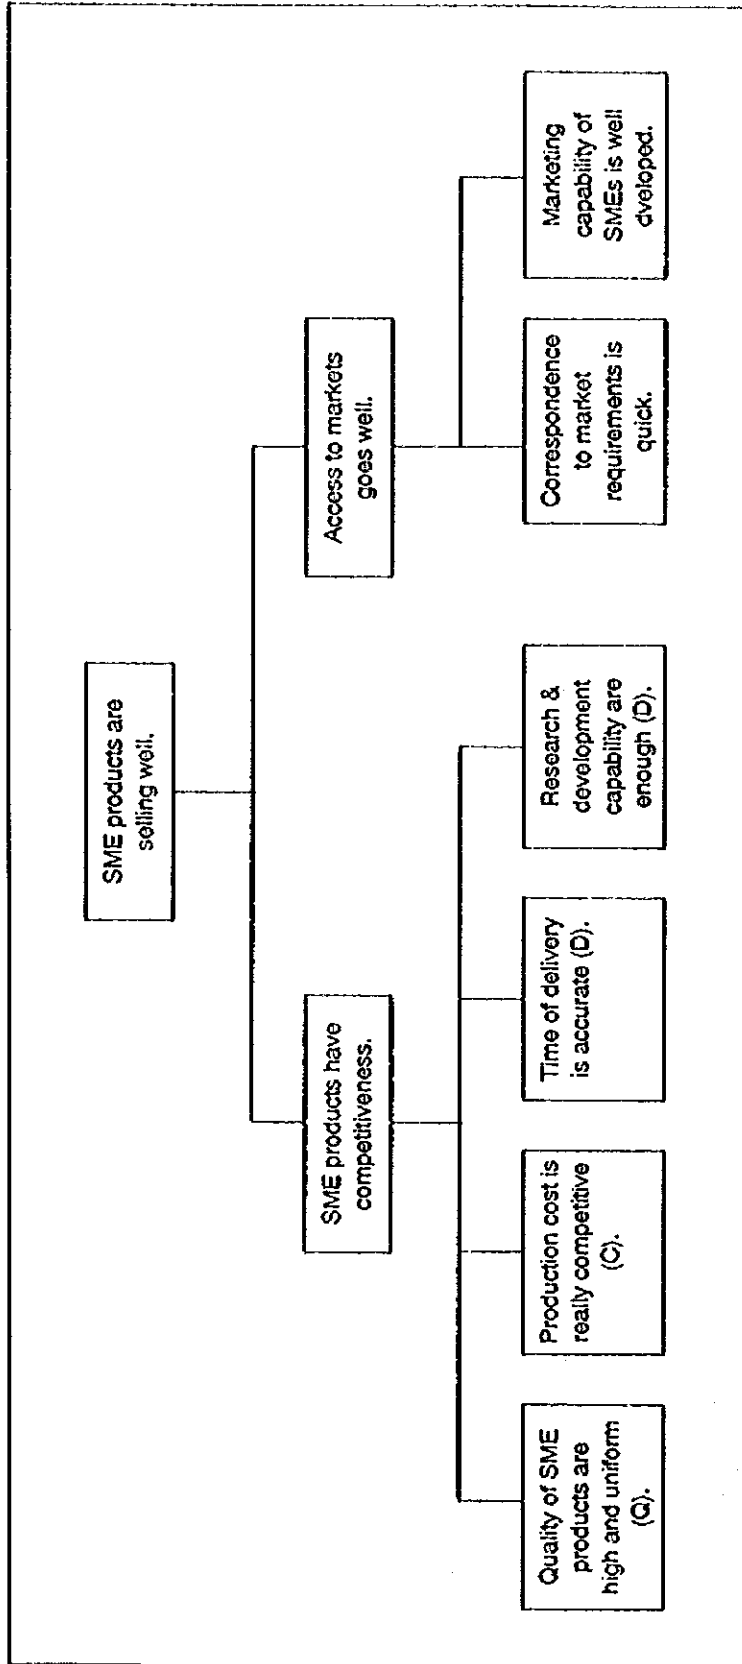 SME products are
selling well.
SME products have
competitiveness.
Access to markets
goes well.
Quality of SME
products are
high and uniform
(Q).
Production cost is
really competitive
(C).
Time of delivery
is accurate (D).
Research &
development
capability are
enough (D).
Correspondence
to market
requirements is
quick.
Marketing
capability of
SMEs is well
dveloped.